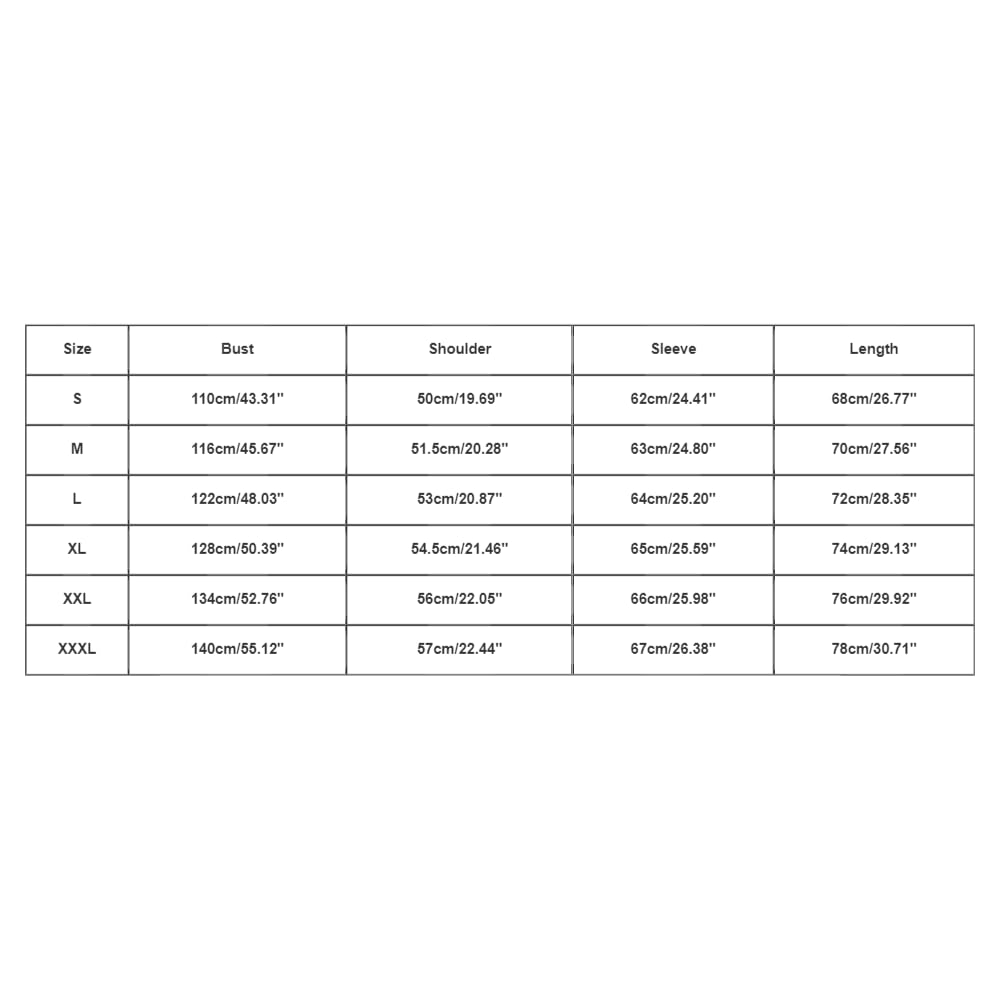 Size Bust Shoulder Sleeve Length
S 110cm/43.31" 50cm/19.69" 62cm/24.41" 68cm/26.77"
M 116cm/45.67" 51.5cm/20.28" 63cm/24.80" 70cm/27.56"
L 122cm/48.03" 53cm/20.87" 64cm/25.20" 72cm/28.35"
XL 128cm/50.39" 54.5cm/21.46" 65cm/25.59" 74cm/29.13"
XXL 134cm/52.76" 56cm/22.05" 66cm/25.98" 76cm/29.92"
XXXL 140cm/55.12" 57cm/22.44" 67cm/26.38" 78cm/30.71"